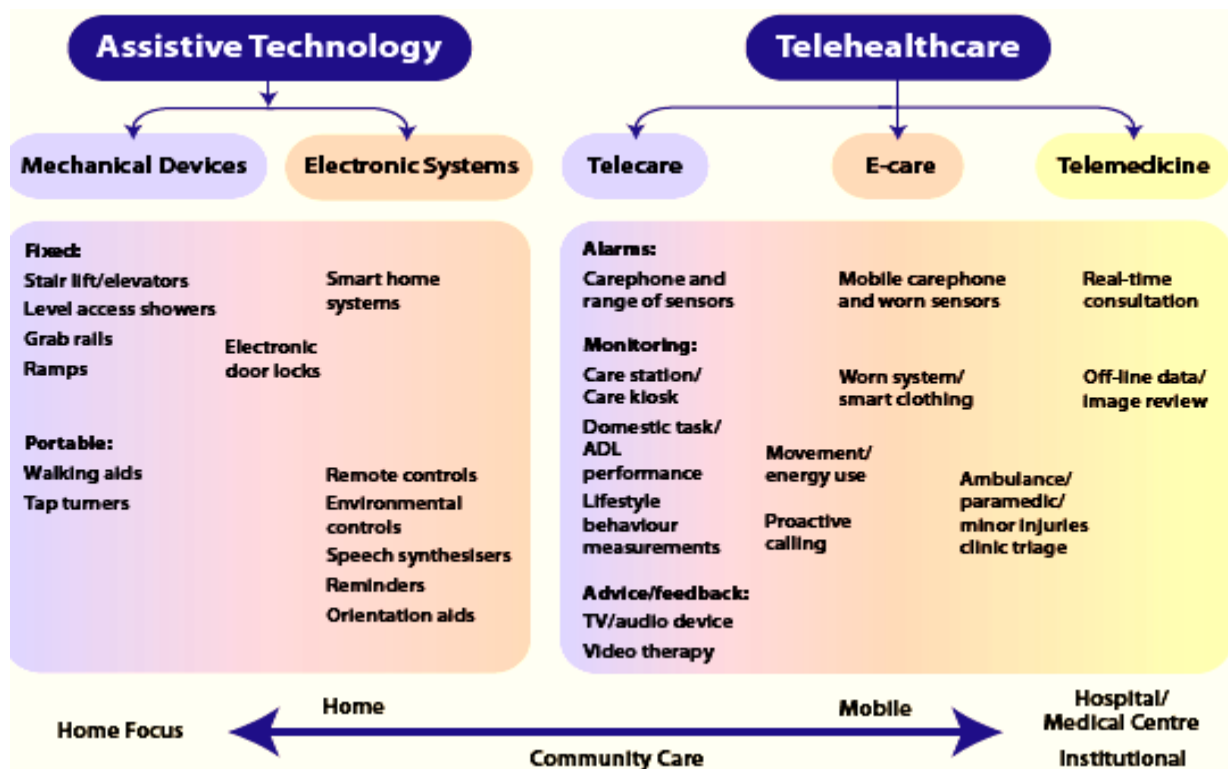 Assistive Technology
Telehealthcare
Mechanical Devices
Electronic Systems
Telecare
E-care
Telemedicine
Fixed:
Stair lift/elevators
Level access showers
Grab rails
Ramps
Electronic
door locks
Smart home
systems
Portable:
Walking aids
Tap turners
Remote controls
Environmental
controls
Speech synthesisers
Reminders
Orientation aids
Alarms:
Carephone and
range of sensors
Mobile carephone
and worn sensors
Real-time
consultation
Monitoring:
Care station/
Care kiosk
Domestic task/
ADL
performance
Lifestyle
behaviour
measurements
Worn system/
smart clothing
Off-line data/
image review
Movement/
energy use
Proactive
calling
Ambulance/
paramedic/
minor injuries
clinic triage
Advice/feedback:
TV/audio device
Video therapy
Home Focus
Home
Community Care
Mobile
Hospital/
Medical Centre
Institutional